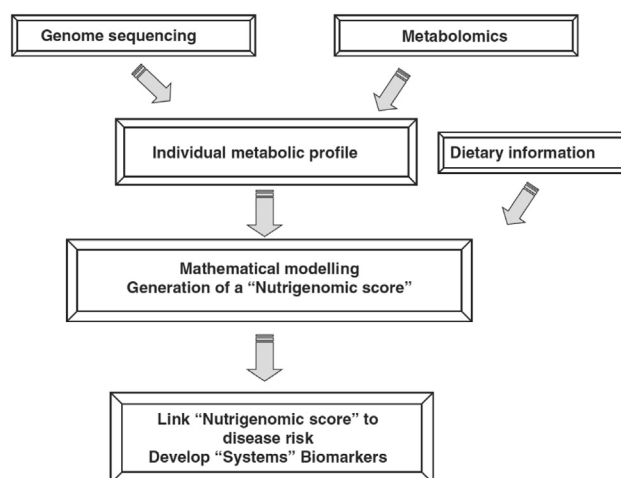 Genome sequencing
Metabolomics
Individual metabolic profile
Dietary information
Mathematical modelling
Generation of a “Nutrigenomic score”
Link “Nutrigenomic score” to
disease risk
Develop “Systems” Biomarkers